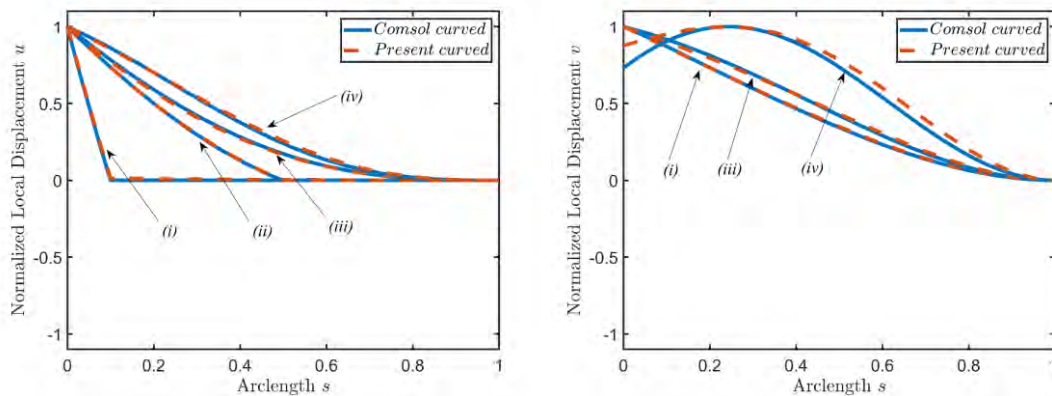 Normalized Local Displacement u
1
0.5
0
-0.5
-1
0
0.2
0.4
0.6
0.8
1
Arclength s
Comsol curved
Present curved
(iv)
(i)
(ii)
(iii)
Normalized Local Displacement v
1
0.5
0
-0.5
-1
0
0.2
0.4
0.6
0.8
1
Arclength s
Comsol curved
Present curved
(i)
(iii)
(iv)